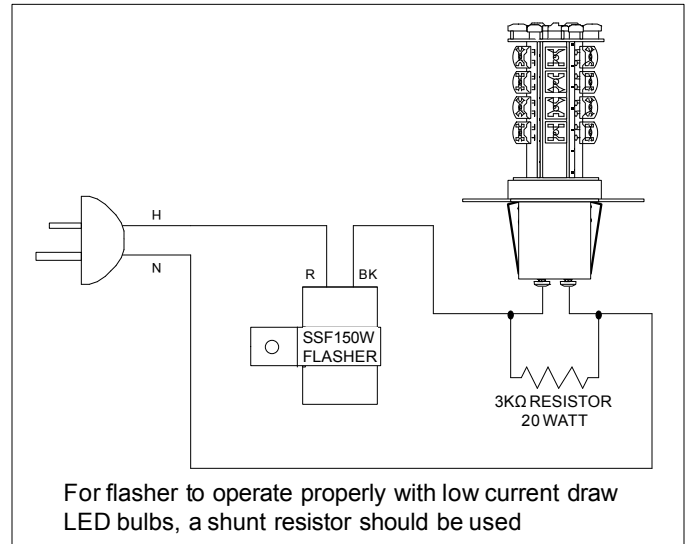 H
N
R BK
SSF150W
FLASHER
3KΩ RESISTOR
20 WATT
For flasher to operate properly with low current draw
LED bulbs, a shunt resistor should be used